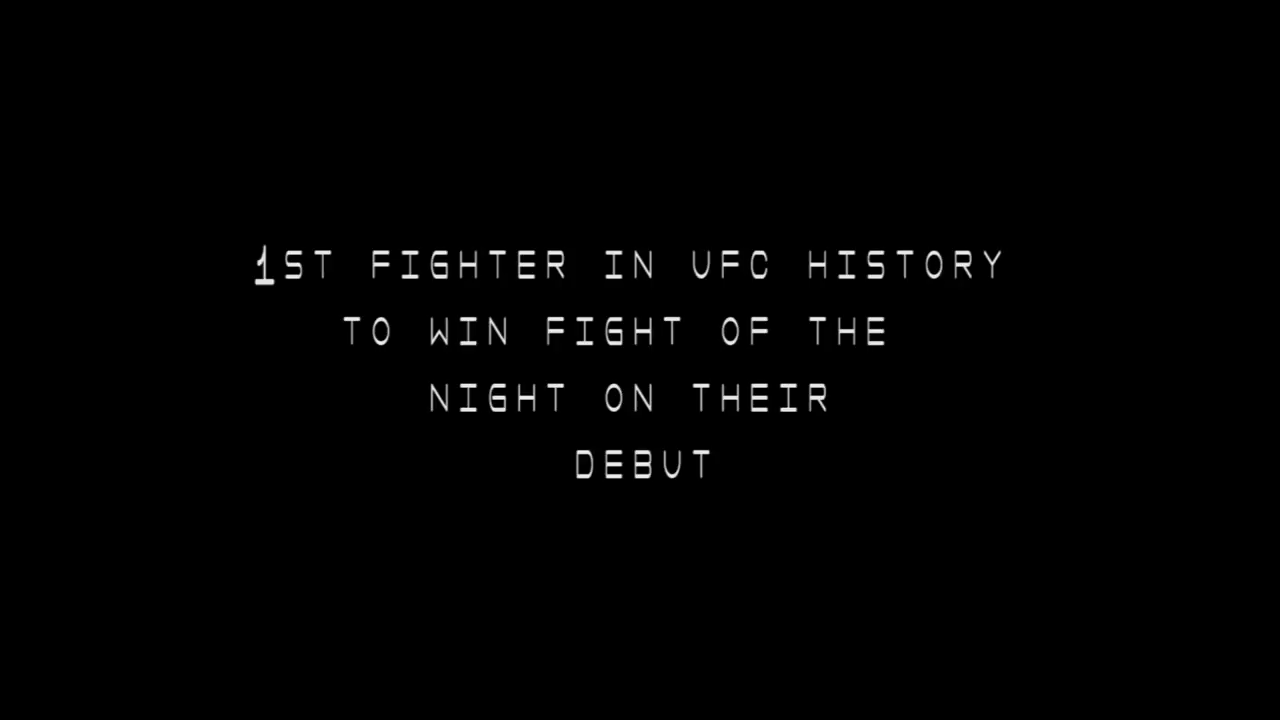 1ST FIGHTER IN UFC HISTORY
TO WIN FIGHT OF THE
NIGHT ON THEIR
DEBUT